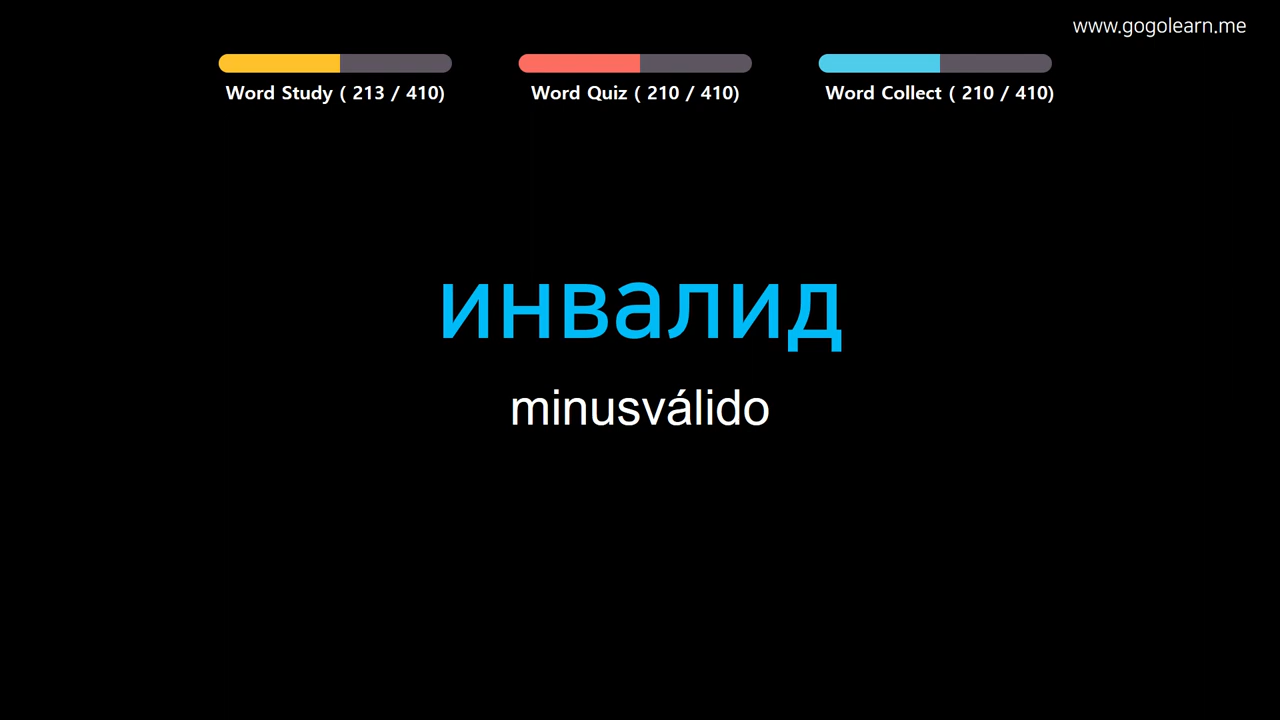 www.gogolearn.me
Word Study ( 213 / 410)
Word Quiz ( 210 / 410)
Word Collect ( 210 / 410)
инвалид
minusválido